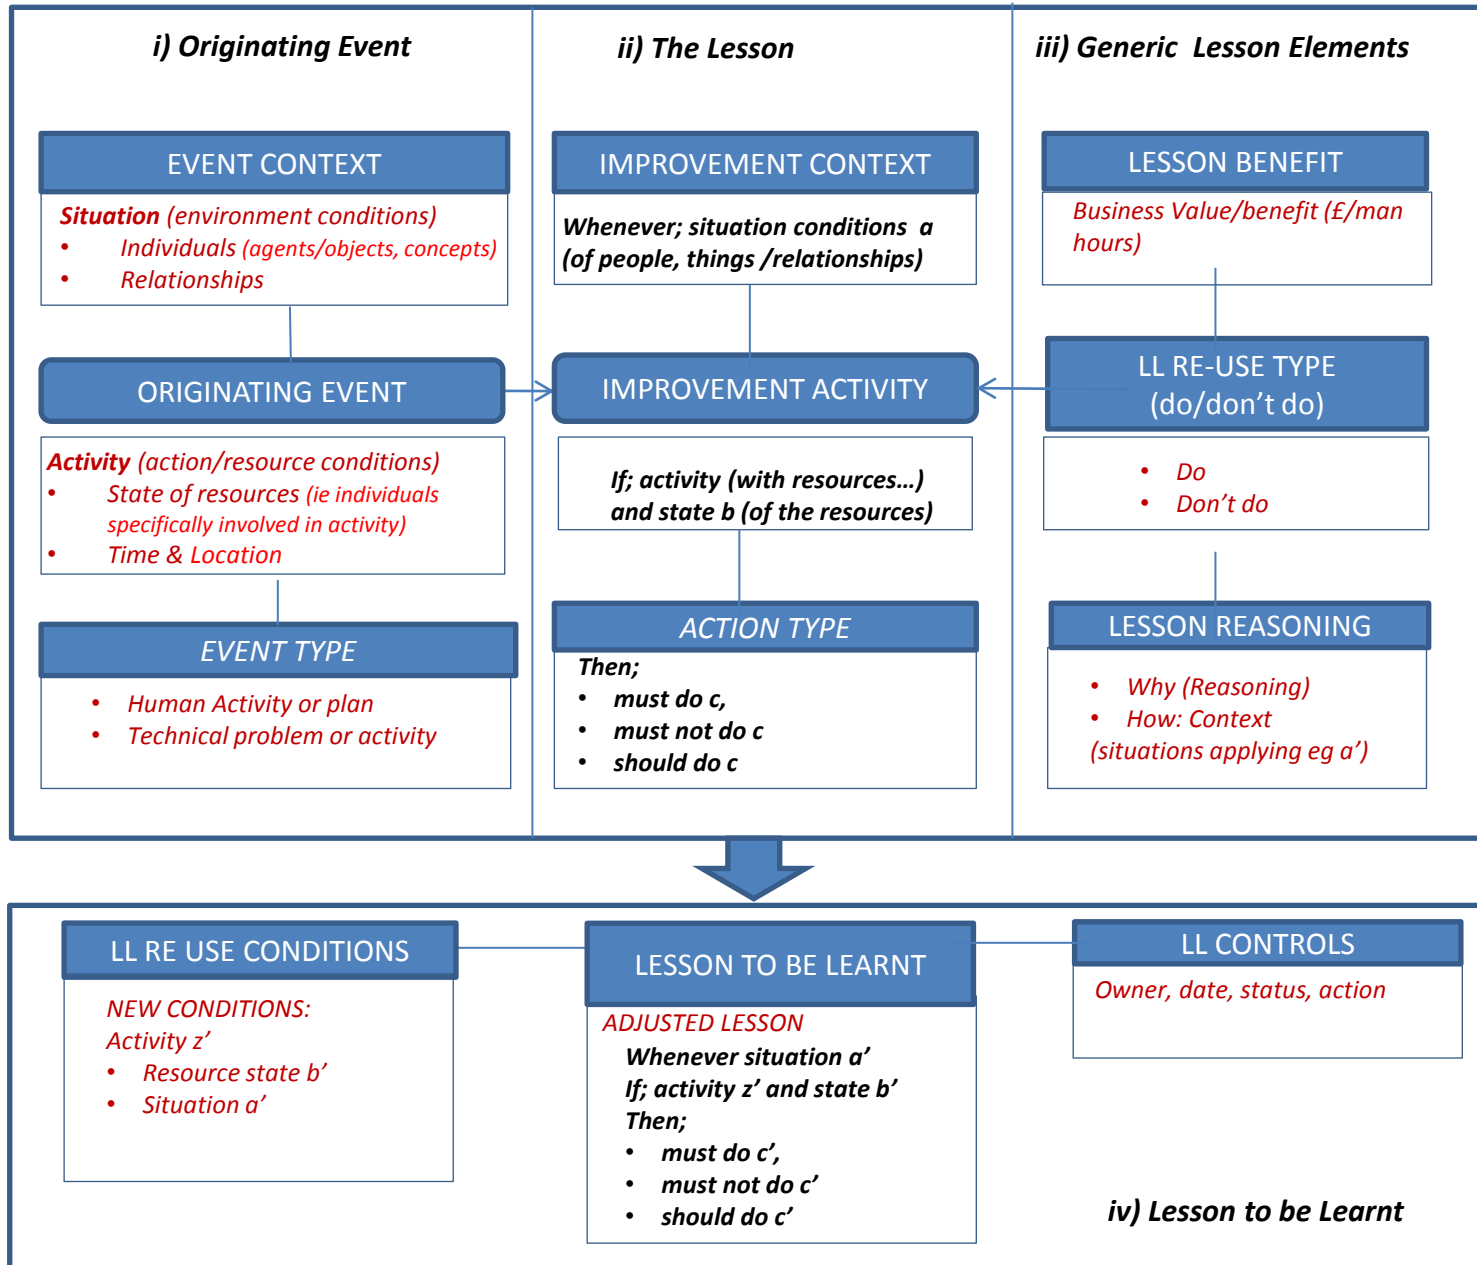 i) Originating Event
EVENT CONTEXT
Situation (environment conditions)
• Individuals (agents/objects, concepts)
• Relationships
ORIGINATING EVENT
Activity (action/resource conditions)
• State of resources (ie individuals
specifically involved in activity)
• Time & Location
EVENT TYPE
• Human Activity or plan
• Technical problem or activity
ii) The Lesson
IMPROVEMENT CONTEXT
Whenever; situation conditions a
(of people, things /relationships)
IMPROVEMENT ACTIVITY
If; activity (with resources...)
and state b (of the resources)
ACTION TYPE
Then;
• must do c,
• must not do c
• should do c
iii) Generic Lesson Elements
LESSON BENEFIT
Business Value/benefit (£/man
hours)
LL RE-USE TYPE
(do/don’t do)
• Do
• Don’t do
LESSON REASONING
• Why (Reasoning)
• How: Context
(situations applying eg a’)
LL RE USE CONDITIONS
NEW CONDITIONS:
Activity z’
• Resource state b’
• Situation a’
LESSON TO BE LEARNT
ADJUSTED LESSON
Whenever situation a’
If; activity z’ and state b’
Then;
• must do c’,
• must not do c’
• should do c’
LL CONTROLS
Owner, date, status, action
iv) Lesson to be Learnt